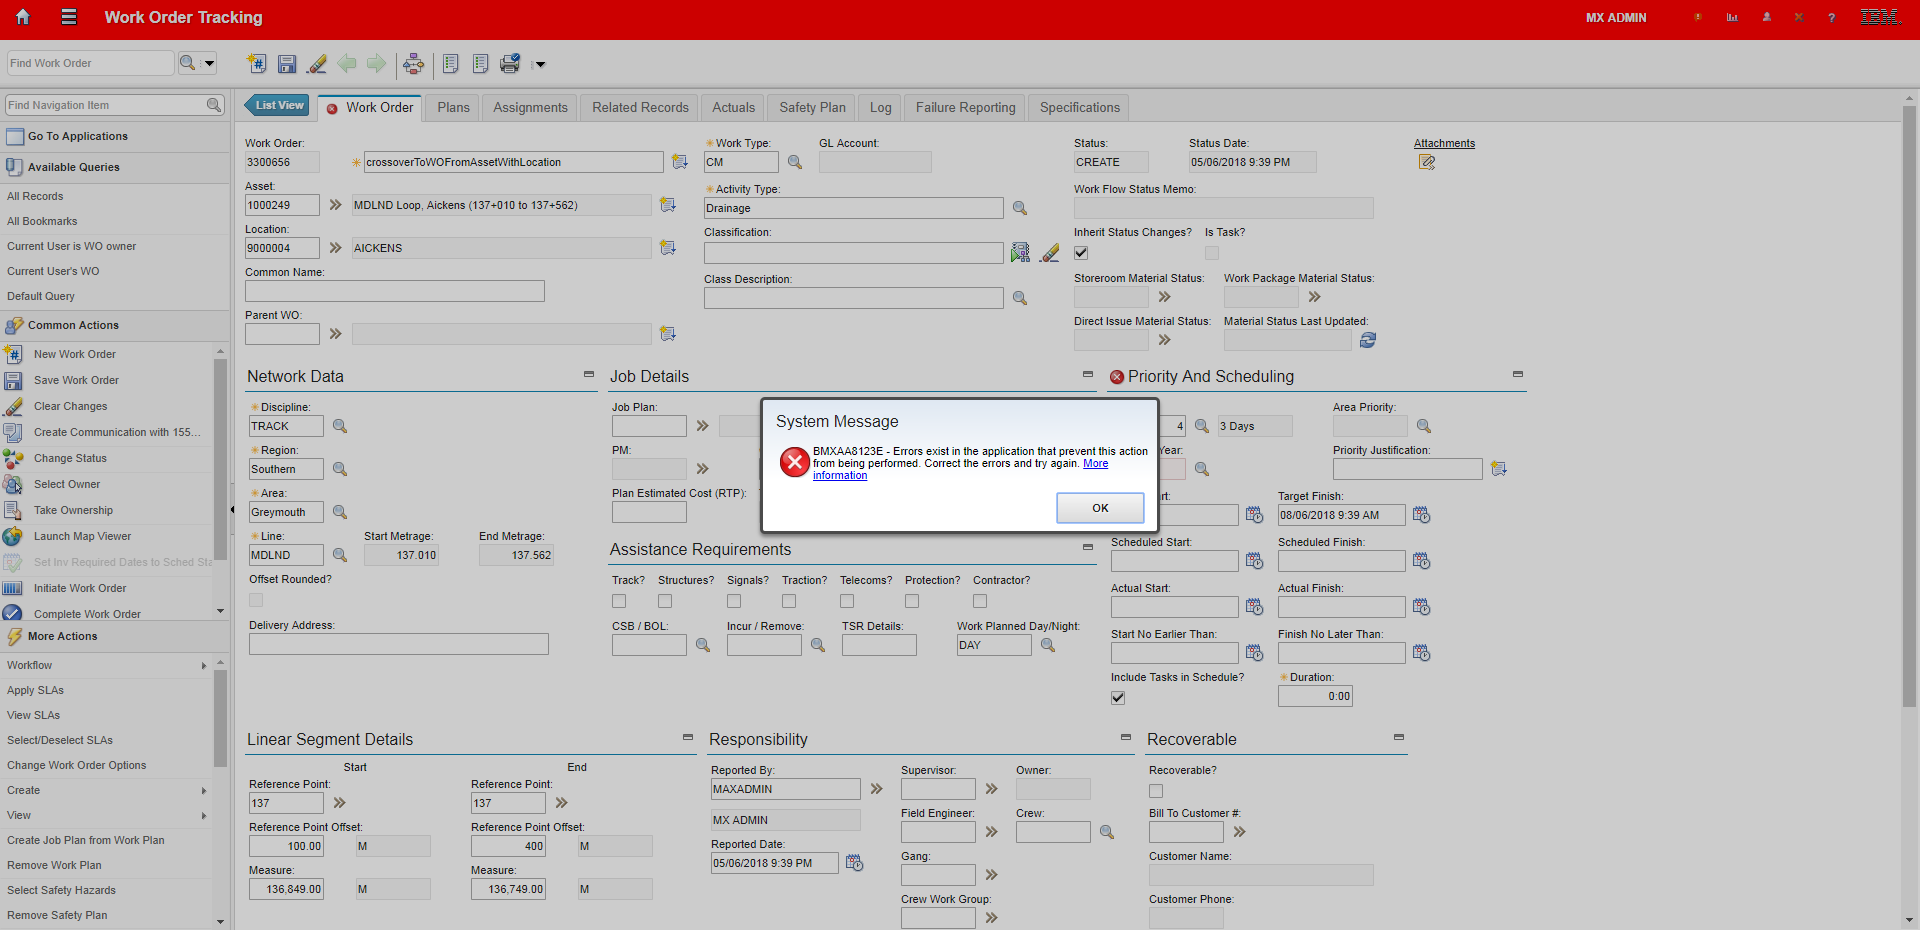 Work Order Tracking
MX ADMIN
?
IBM.
Find Work Order
Find Navigation Item
Go To Applications
Available Queries
All Records
All Bookmarks
Current User is WO owner
Current User's WO
Default Query
Common Actions
New Work Order
Save Work Order
Clear Changes
Create Communication with 155...
Change Status
Select Owner
Take Ownership
Launch Map Viewer
Set Inv Required Dates to Sched Sta
Initiate Work Order
Complete Work Order
More Actions
Workflow
Apply SLAs
View SLAs
Select/Deselect SLAs
Change Work Order Options
Create
View
Create Job Plan from Work Plan
Remove Work Plan
Select Safety Hazards
Remove Safety Plan
List View Work Order Plans Assignments Related Records Actuals Safety Plan Log Failure Reporting Specifications
Work Order:
3300656 crossoverToWOFromAssetWithLocation
Asset:
1000249 MDLND Loop, Aickens (137+010 to 137+562)
Location:
9000004 AICKENS
Common Name:
Parent WO:
Work Type: GL Account:
CM
Activity Type:
Drainage
Classification:
Class Description:
Status: Status Date:
CREATE 05/06/2018 9:39 PM
Attachments
Work Flow Status Memo:
Inherit Status Changes? Is Task?
Storeroom Material Status: Work Package Material Status:
Direct Issue Material Status: Material Status Last Updated:
Network Data
Discipline:
TRACK
Region:
Southern
Area:
Greymouth
Line: Start Metrage: End Metrage:
MDLND 137.010 137.562
Offset Rounded?
Delivery Address:
Job Details
Job Plan:
PM:
Plan Estimated Cost (RTP):
System Message
BMXAA8123E - Errors exist in the application that prevent this action
from being performed. Correct the errors and try again. More
information
OK
Assistance Requirements
Track? Structures? Signals? Traction? Telecoms? Protection? Contractor?
CSB / BOL: Incur / Remove: TSR Details: Work Planned Day/Night:
DAY
Priority And Scheduling
Area Priority:
4 3 Days
Year: Priority Justification:
Target Finish:
08/06/2018 9:39 AM
Scheduled Start: Scheduled Finish:
Actual Start: Actual Finish:
Start No Earlier Than: Finish No Later Than:
Include Tasks in Schedule? Duration:
0:00
Linear Segment Details
Start End
Reference Point: Reference Point:
137 137
Reference Point Offset: Reference Point Offset:
100.00 M 400 M
Measure: Measure:
136,849.00 M 136,749.00 M
Responsibility
Reported By: Supervisor: Owner:
MAXADMIN
MX ADMIN
Field Engineer: Crew:
Reported Date:
05/06/2018 9:39 PM
Gang:
Crew Work Group:
Recoverable
Recoverable?
Bill To Customer #:
Customer Name:
Customer Phone: